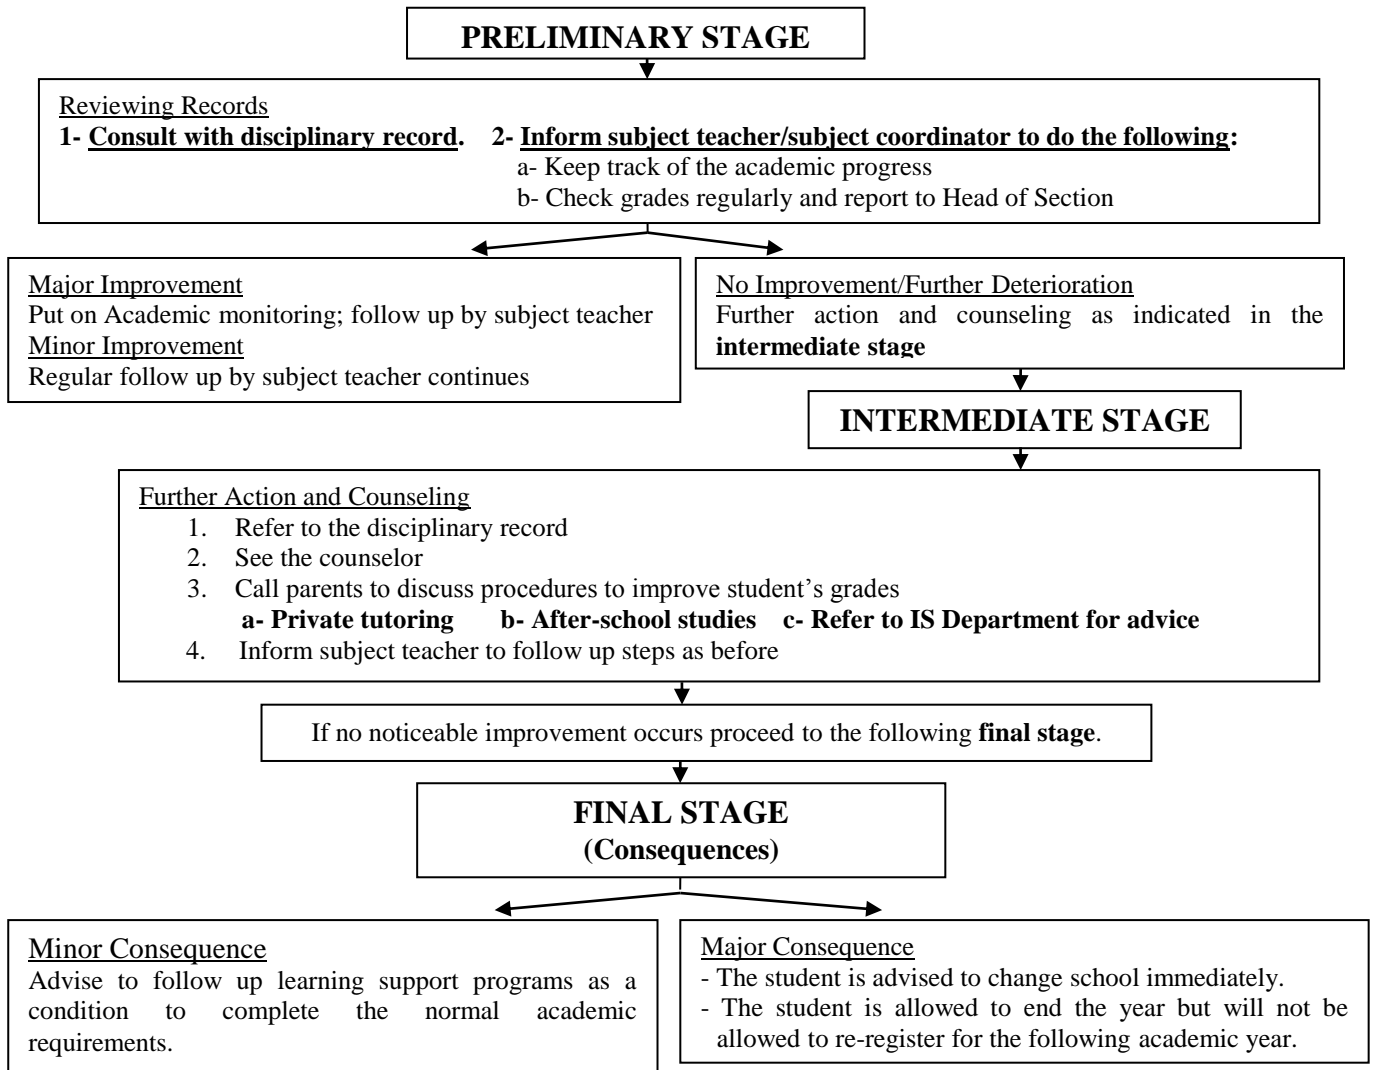 PRELIMINARY STAGE
Reviewing Records
1- Consult with disciplinary record. 2- Inform subject teacher/subject coordinator to do the following:
a- Keep track of the academic progress
b- Check grades regularly and report to Head of Section
Major Improvement
Put on Academic monitoring; follow up by subject teacher
Minor Improvement
Regular follow up by subject teacher continues
No Improvement/Further Deterioration
Further action and counseling as indicated in the
intermediate stage
INTERMEDIATE STAGE
Further Action and Counseling
1. Refer to the disciplinary record
2. See the counselor
3. Call parents to discuss procedures to improve student's grades
a- Private tutoring b- After-school studies c- Refer to IS Department for advice
4. Inform subject teacher to follow up steps as before
If no noticeable improvement occurs proceed to the following final stage.
FINAL STAGE
(Consequences)
Minor Consequence
Advise to follow up learning support programs as a
condition to complete the normal academic
requirements.
Major Consequence
- The student is advised to change school immediately.
- The student is allowed to end the year but will not be
allowed to re-register for the following academic year.